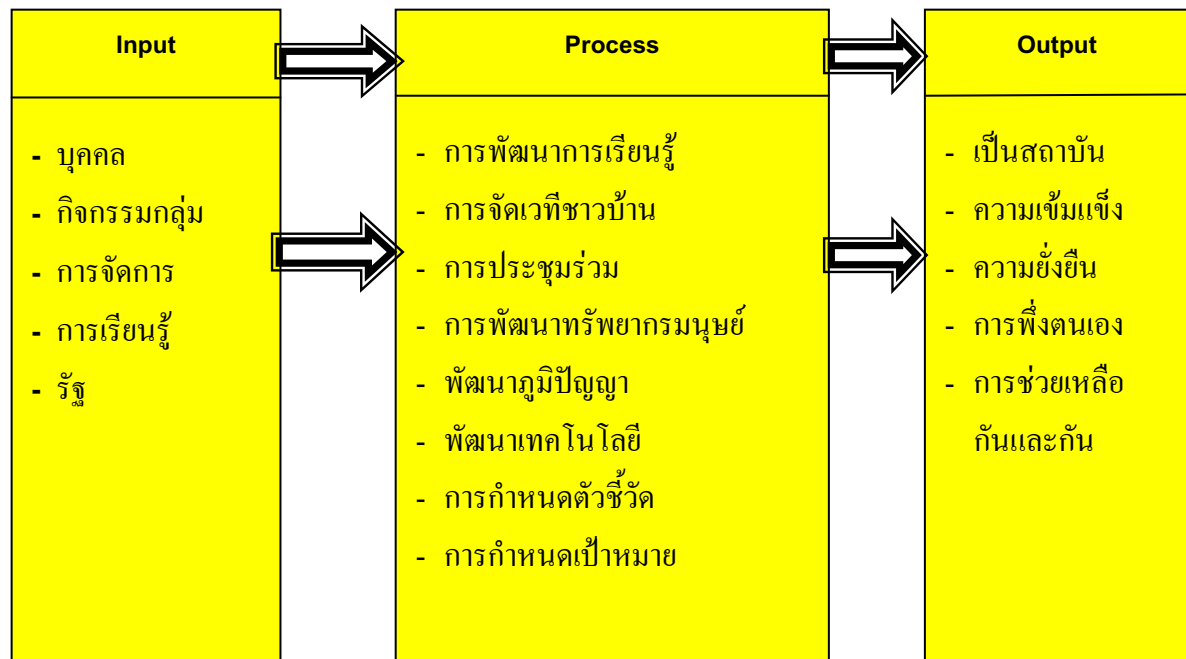 Input
- บุคคล
- กิจกรรมกลุ่ม
- การจัดการ
- การเรียนรู้
- รัฐ
Process
- การพัฒนาการเรียนรู้
- การจัดเวทีชาวบ้าน
- การประชุมร่วม
- การพัฒนาทรัพยากรมนุษย์
- พัฒนาภูมิปัญญา
- พัฒนาเทคโนโลยี
- การกำหนดตัวชี้วัด
- การกำหนดเป้าหมาย
Output
- เป็นสถาบัน
- ความเข้มแข็ง
- ความยั่งยืน
- การพึ่งตนเอง
- การช่วยเหลือ
กันและกัน